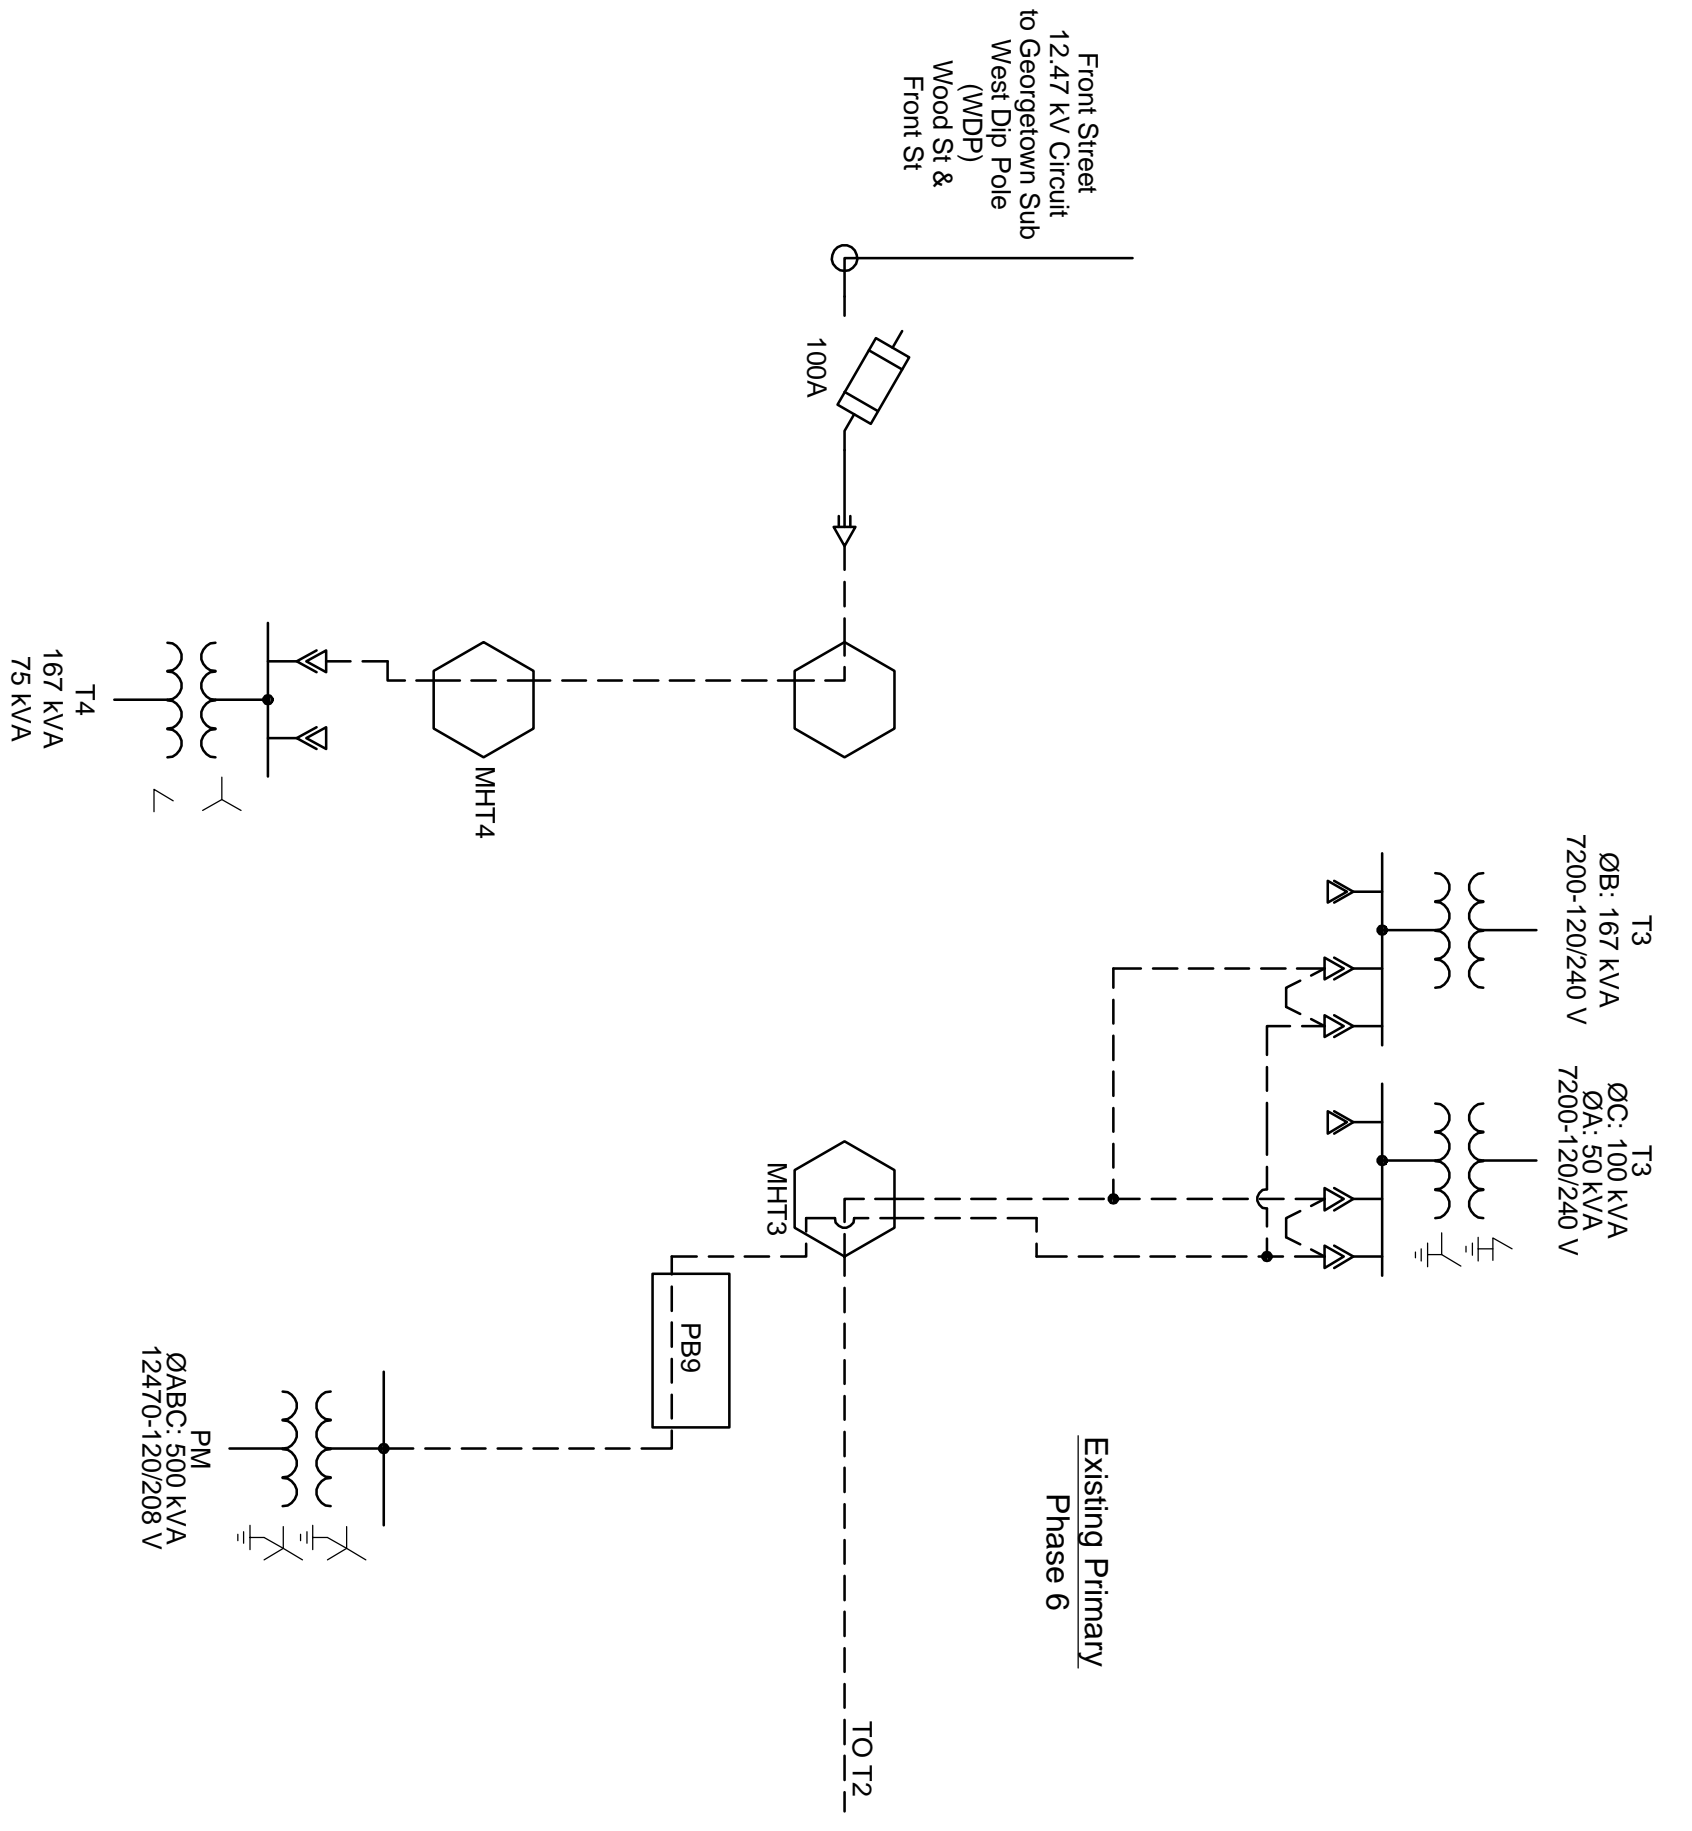 Front Street
12.47 kV Circuit
to Georgetown Sub
West Dip Pole
(WDP)
Wood St &
Front St
100A
T3
ØB: 167 kVA
7200-120/240 V
T3
ØC: 100 kVA
ØA: 50 kVA
7200-120/240 V
Existing Primary
Phase 6
TO T2
MHT3
PB9
MHT4
T4
167 kVA
75 kVA
PM
ØABC: 500 kVA
12470-120/208 V